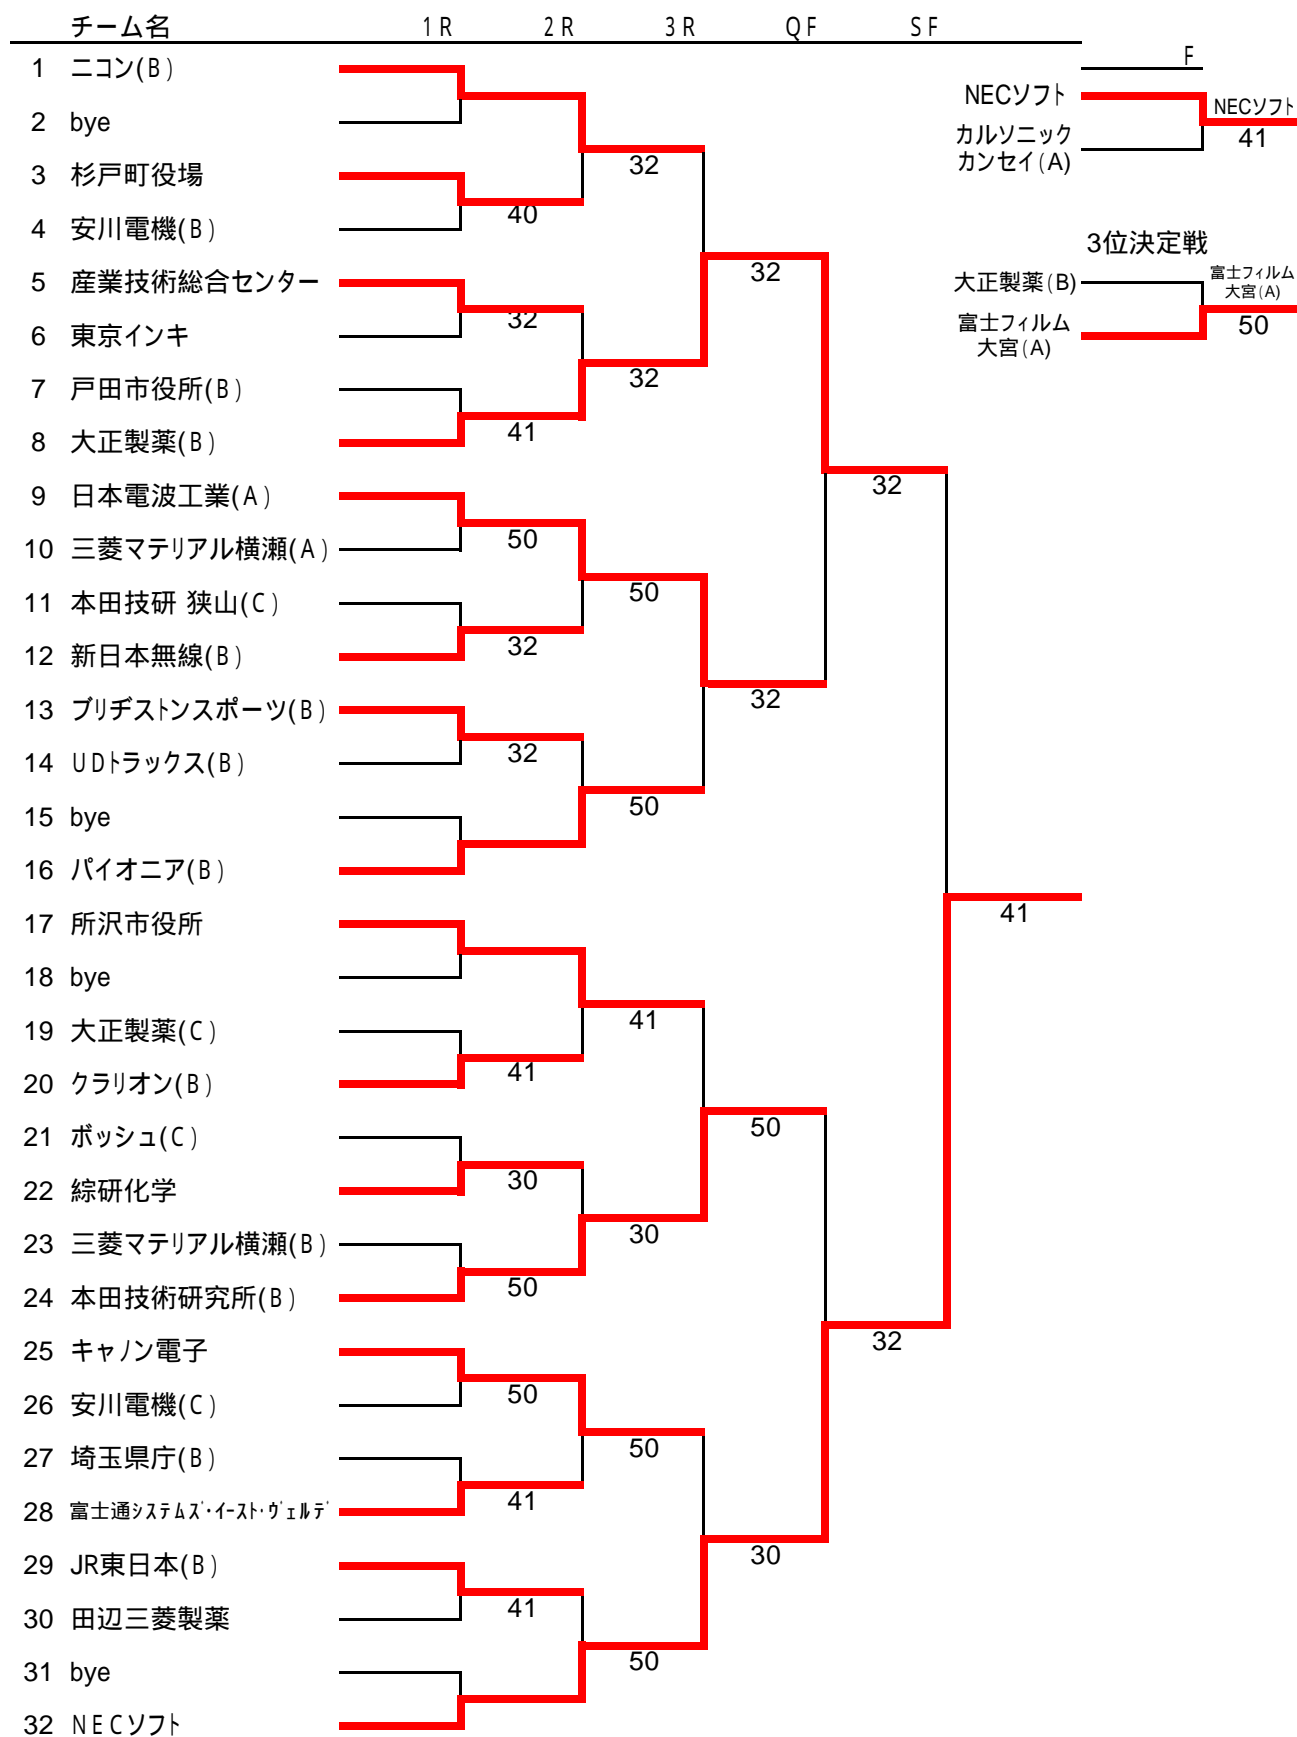 チーム名 1R 2R 3R QF SF
F
1 ニコン(B)
NECソフト
NECソフト
2 bye
カルソニック
カンセイ(A)
41
32
3 杉戸町役場
40
4 安川電機(B)
3位決定戦
32
5 産業技術総合センター
大正製薬(B)
富士フィルム
大宮(A)
32
富士フィルム
大宮(A)
50
6 東京インキ
32
7 戸田市役所(B)
41
8 大正製薬(B)
32
9 日本電波工業(A)
50
10 三菱マテリアル横瀬(A)
50
11 本田技研 狭山(C)
32
12 新日本無線(B)
32
13 ブリヂストンスポーツ(B)
32
14 UDトラックス(B)
50
15 bye
16 パイオニア(B)
41
17 所沢市役所
18 bye
41
19 大正製薬(C)
41
20 クラリオン(B)
50
21 ボッシュ(C)
30
22 綜研化学
30
23 三菱マテリアル横瀬(B)
50
24 本田技術研究所(B)
32
25 キャノン電子
50
26 安川電機(C)
50
27 埼玉県庁(B)
41
28 富士通システムズ・イースト・ヴェルデ
30
29 JR東日本(B)
41
30 田辺三菱製薬
50
31 bye
32 NECソフト